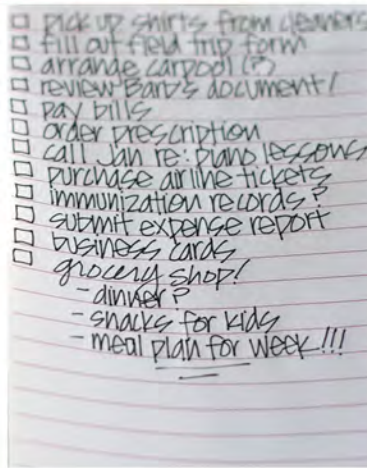 ☐ pick up shirts from cleaners
☐ fill out field trip form
☐ arrange carpool (?)
☐ review Barb's document!
☐ pay bills
☐ order prescription
☐ call Jan re: piano lessons
☐ purchase airline tickets
☐ immunization records?
☐ submit expense report
☐ business cards
☐ grocery shop!
- dinner?
- snacks for kids
- meal plan for week!!!